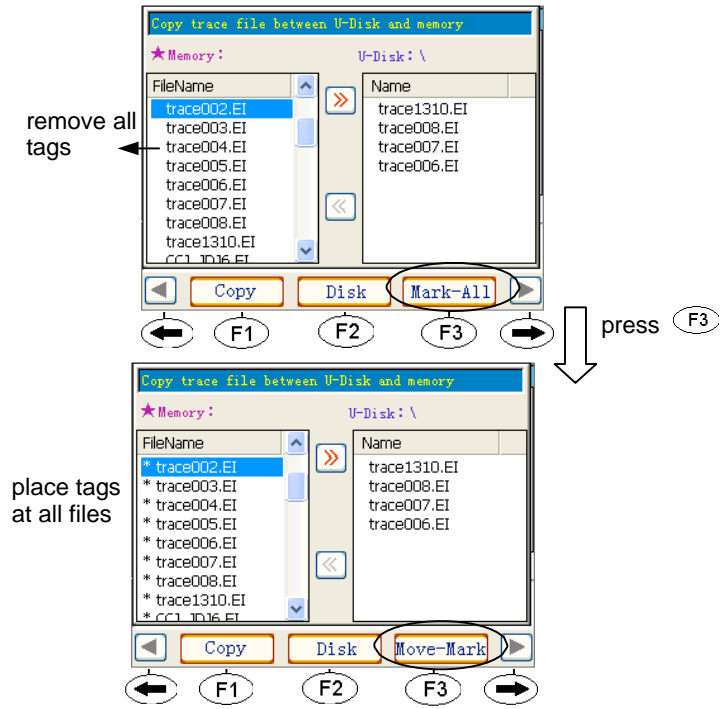 Copy trace file between U-Disk and memory
★Memory: U-Disk:\
FileName Name
trace002.EI trace1310.EI
trace003.EI trace008.EI
trace004.EI trace007.EI
trace005.EI trace006.EI
trace006.EI
trace007.EI
trace008.EI
trace1310.EI
remove all
tags
Copy Disk Mark-All
F1 F2 F3
press F3
Copy trace file between U-Disk and memory
★Memory: U-Disk:\
FileName Name
* trace002.EI trace1310.EI
* trace003.EI trace008.EI
* trace004.EI trace007.EI
* trace005.EI trace006.EI
* trace006.EI
* trace007.EI
* trace008.EI
* trace1310.EI
place tags
at all files
Copy Disk Move-Mark
F1 F2 F3